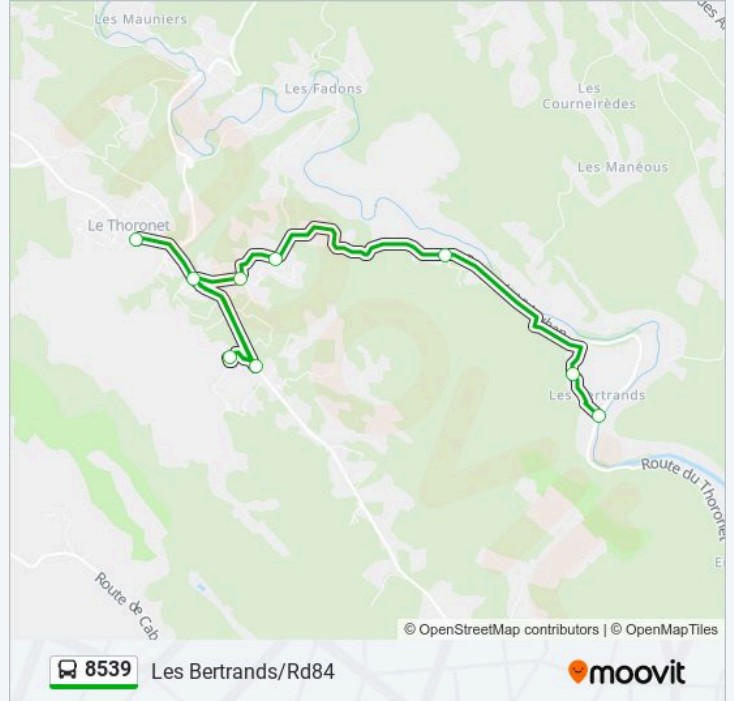 Les Mauniers
Les Fadons
Les
Courneirèdes
Les Manéous
Le Thoronet
Les Bertrands
Route du Thoronet
Route de Cab
© OpenStreetMap contributors | © OpenMapTiles
8539 Les Bertrands/Rd84
moovit